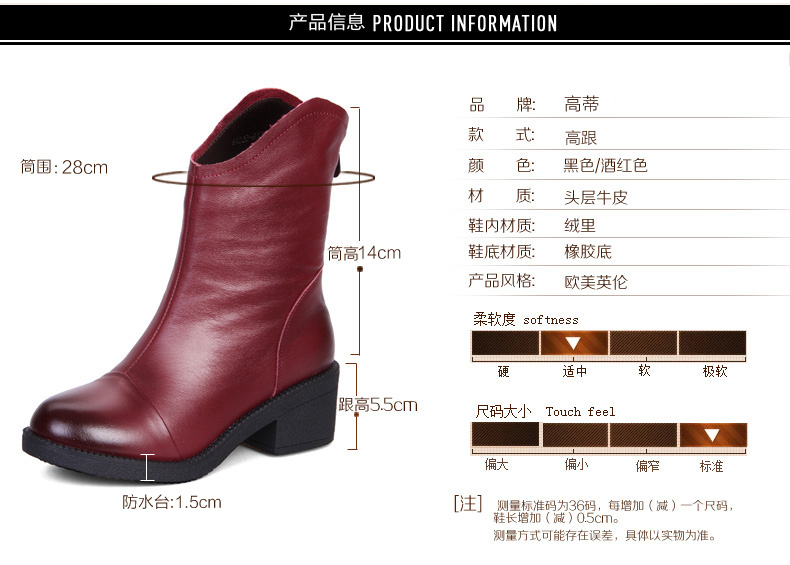 产品信息 PRODUCT INFORMATION
品 牌: 高蒂
款 式: 高跟
颜 色: 黑色/酒红色
材 质: 头层牛皮
鞋内材质: 绒里
鞋底材质: 橡胶底
产品风格: 欧美英伦
筒围: 28cm
筒高14cm
跟高5.5cm
防水台:1.5cm
柔软度 softness
硬 适中 软 极软
尺码大小 Touch feel
偏大 偏小 偏窄 标准
[注] 测量标准码为36码，每增加（减）一个尺码，
鞋长增加（减）0.5cm。
测量方式可能存在误差，具体以实物为准。